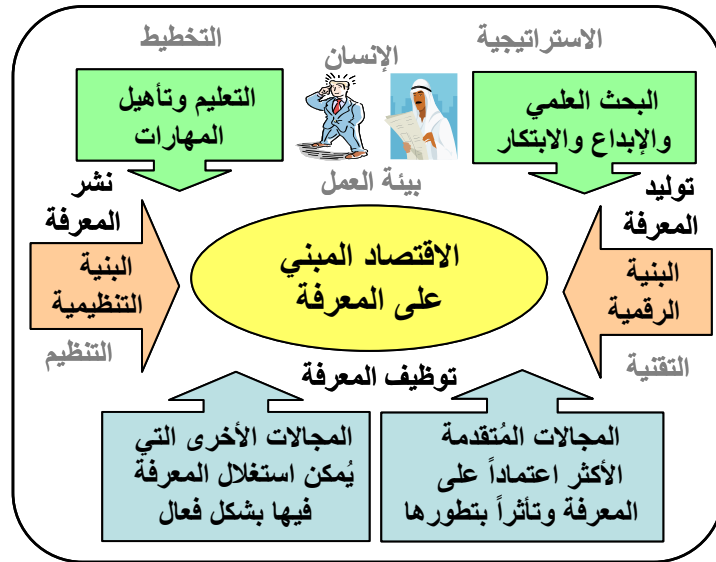 الاستراتيجية
الإنسان
التخطيط
البحث العلمي
والإبداع والابتكار
التعليم وتأهيل
المهارات
بيئة العمل
توليد
المعرفة
نشر
المعرفة
البنية
الرقمية
الاقتصاد المبني
على المعرفة
البنية
التنظيمية
التقنية
التنظيم
توظيف المعرفة
المجالات المُتقدمة
الأكثر اعتماداً على
المعرفة وتأثراً بتطورها
المجالات الأخرى التي
يُمكن استغلال المعرفة
فيها بشكل فعال